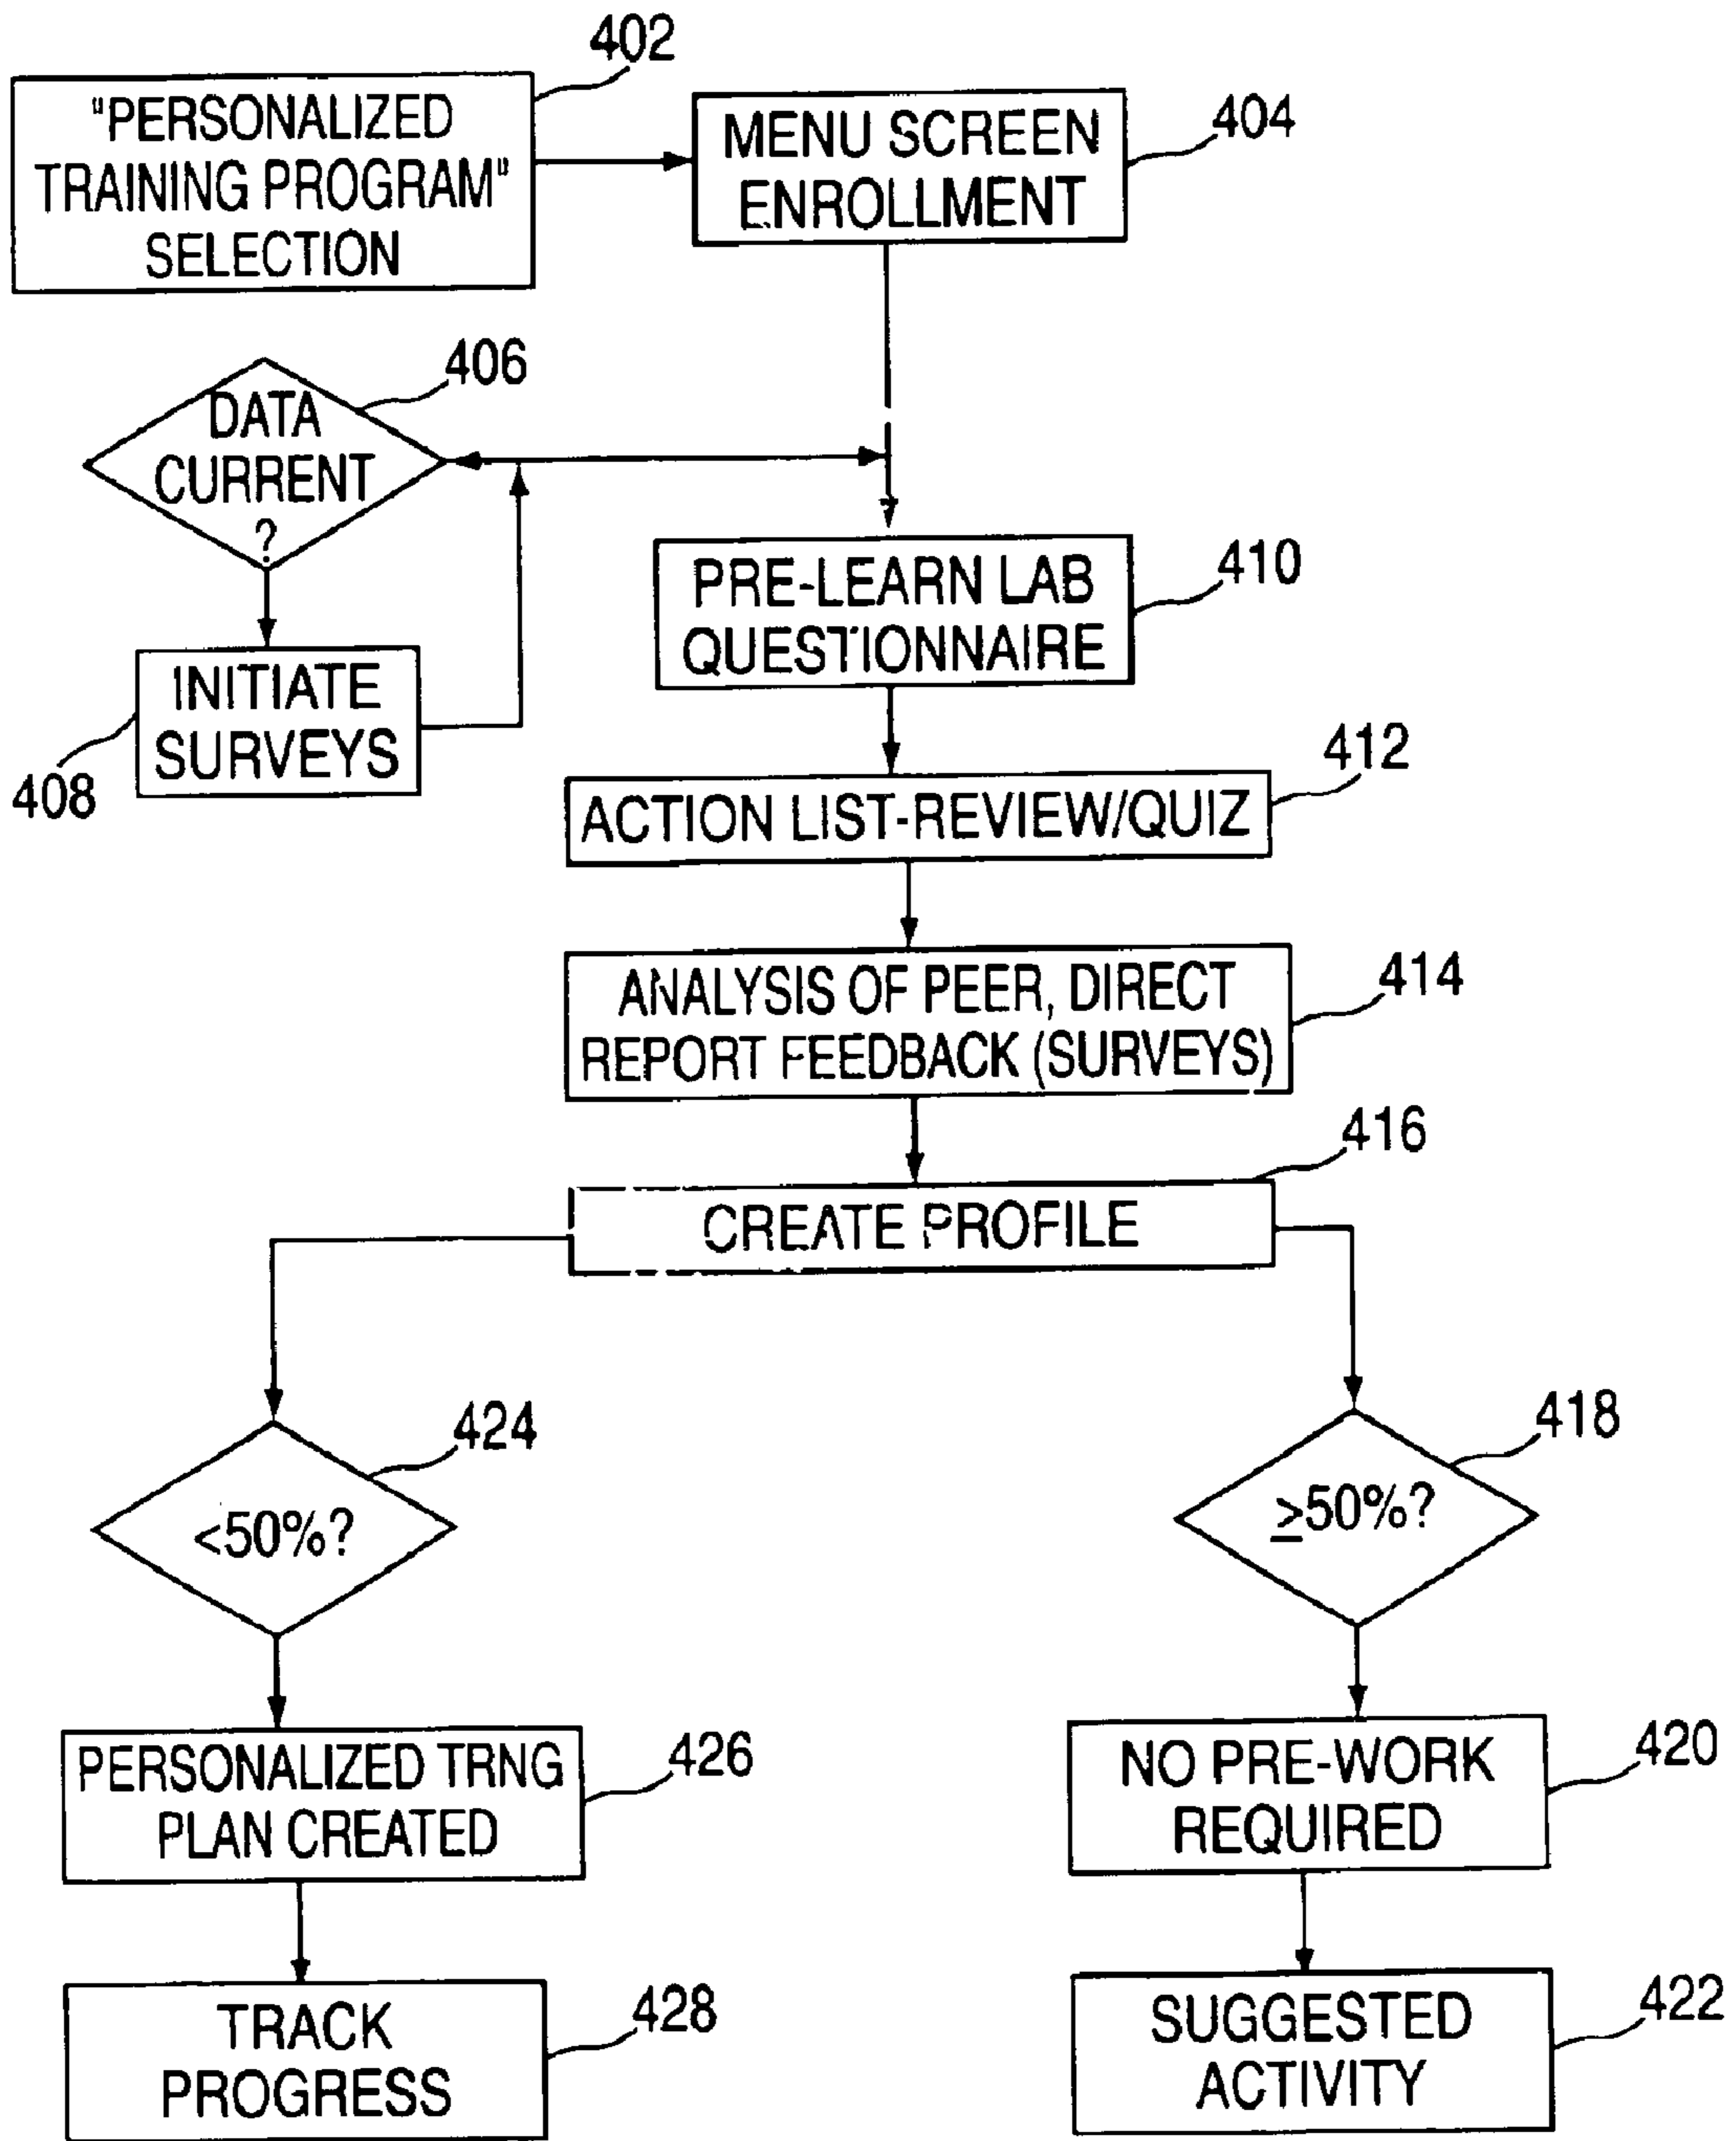 402
"PERSONALIZED
TRAINING PROGRAM"
SELECTION
MENU SCREEN
ENROLLMENT
404
406
DATA
CURRENT
?
INITIATE
SURVEYS
408
PRE-LEARN LAB
QUESTIONNAIRE
410
412
ACTION LIST-REVIEW/QUIZ
ANALYSIS OF PEER, DIRECT
REPORT FEEDBACK (SURVEYS)
414
416
CREATE PROFILE
424
<50%?
418
≥50%?
PERSONALIZED TRNG
PLAN CREATED
426
NO PRE-WORK
REQUIRED
420
TRACK
PROGRESS
428
SUGGESTED
ACTIVITY
422